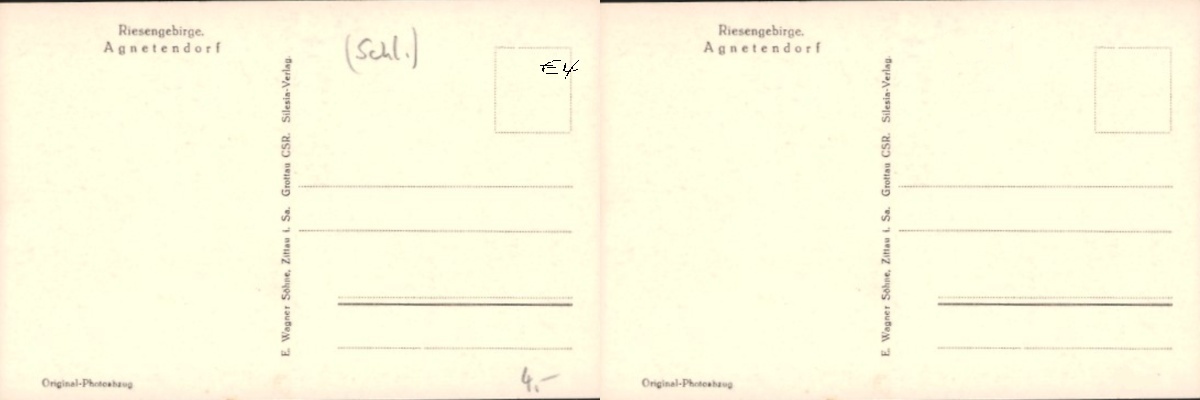 Riesengebirge.
Agnetendorf
(Schl.)
E 4
E. Wagner Söhne, Zittau i. Sa. Grottau CSR. Silesia-Verlag.
Original-Photoabzug
4,-
Riesengebirge.
Agnetendorf
E. Wagner Söhne, Zittau i. Sa. Grottau CSR. Silesia-Verlag.
Original-Photoabzug